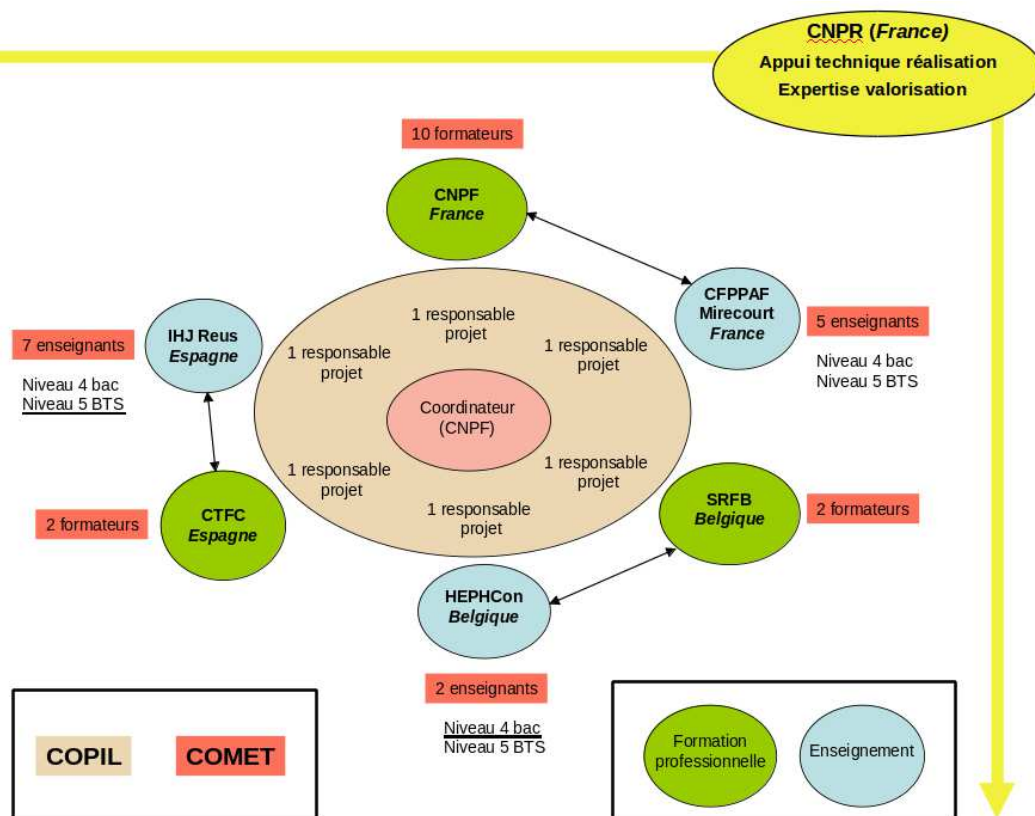 CNPR (France)
Appui technique réalisation
Expertise valorisation
10 formateurs
CNPF
France
CFPPAF
Mirecourt
France
5 enseignants
Niveau 4 bac
Niveau 5 BTS
IHJ Reus
Espagne
7 enseignants
Niveau 4 bac
Niveau 5 BTS
1 responsable
projet
1 responsable
projet
1 responsable
projet
Coordinateur
(CNPF)
1 responsable
projet
1 responsable
projet
1 responsable
projet
CTFC
Espagne
2 formateurs
SRFB
Belgique
2 formateurs
HEPHCon
Belgique
2 enseignants
Niveau 4 bac
Niveau 5 BTS
COPIL
COMET
Formation
professionnelle
Enseignement